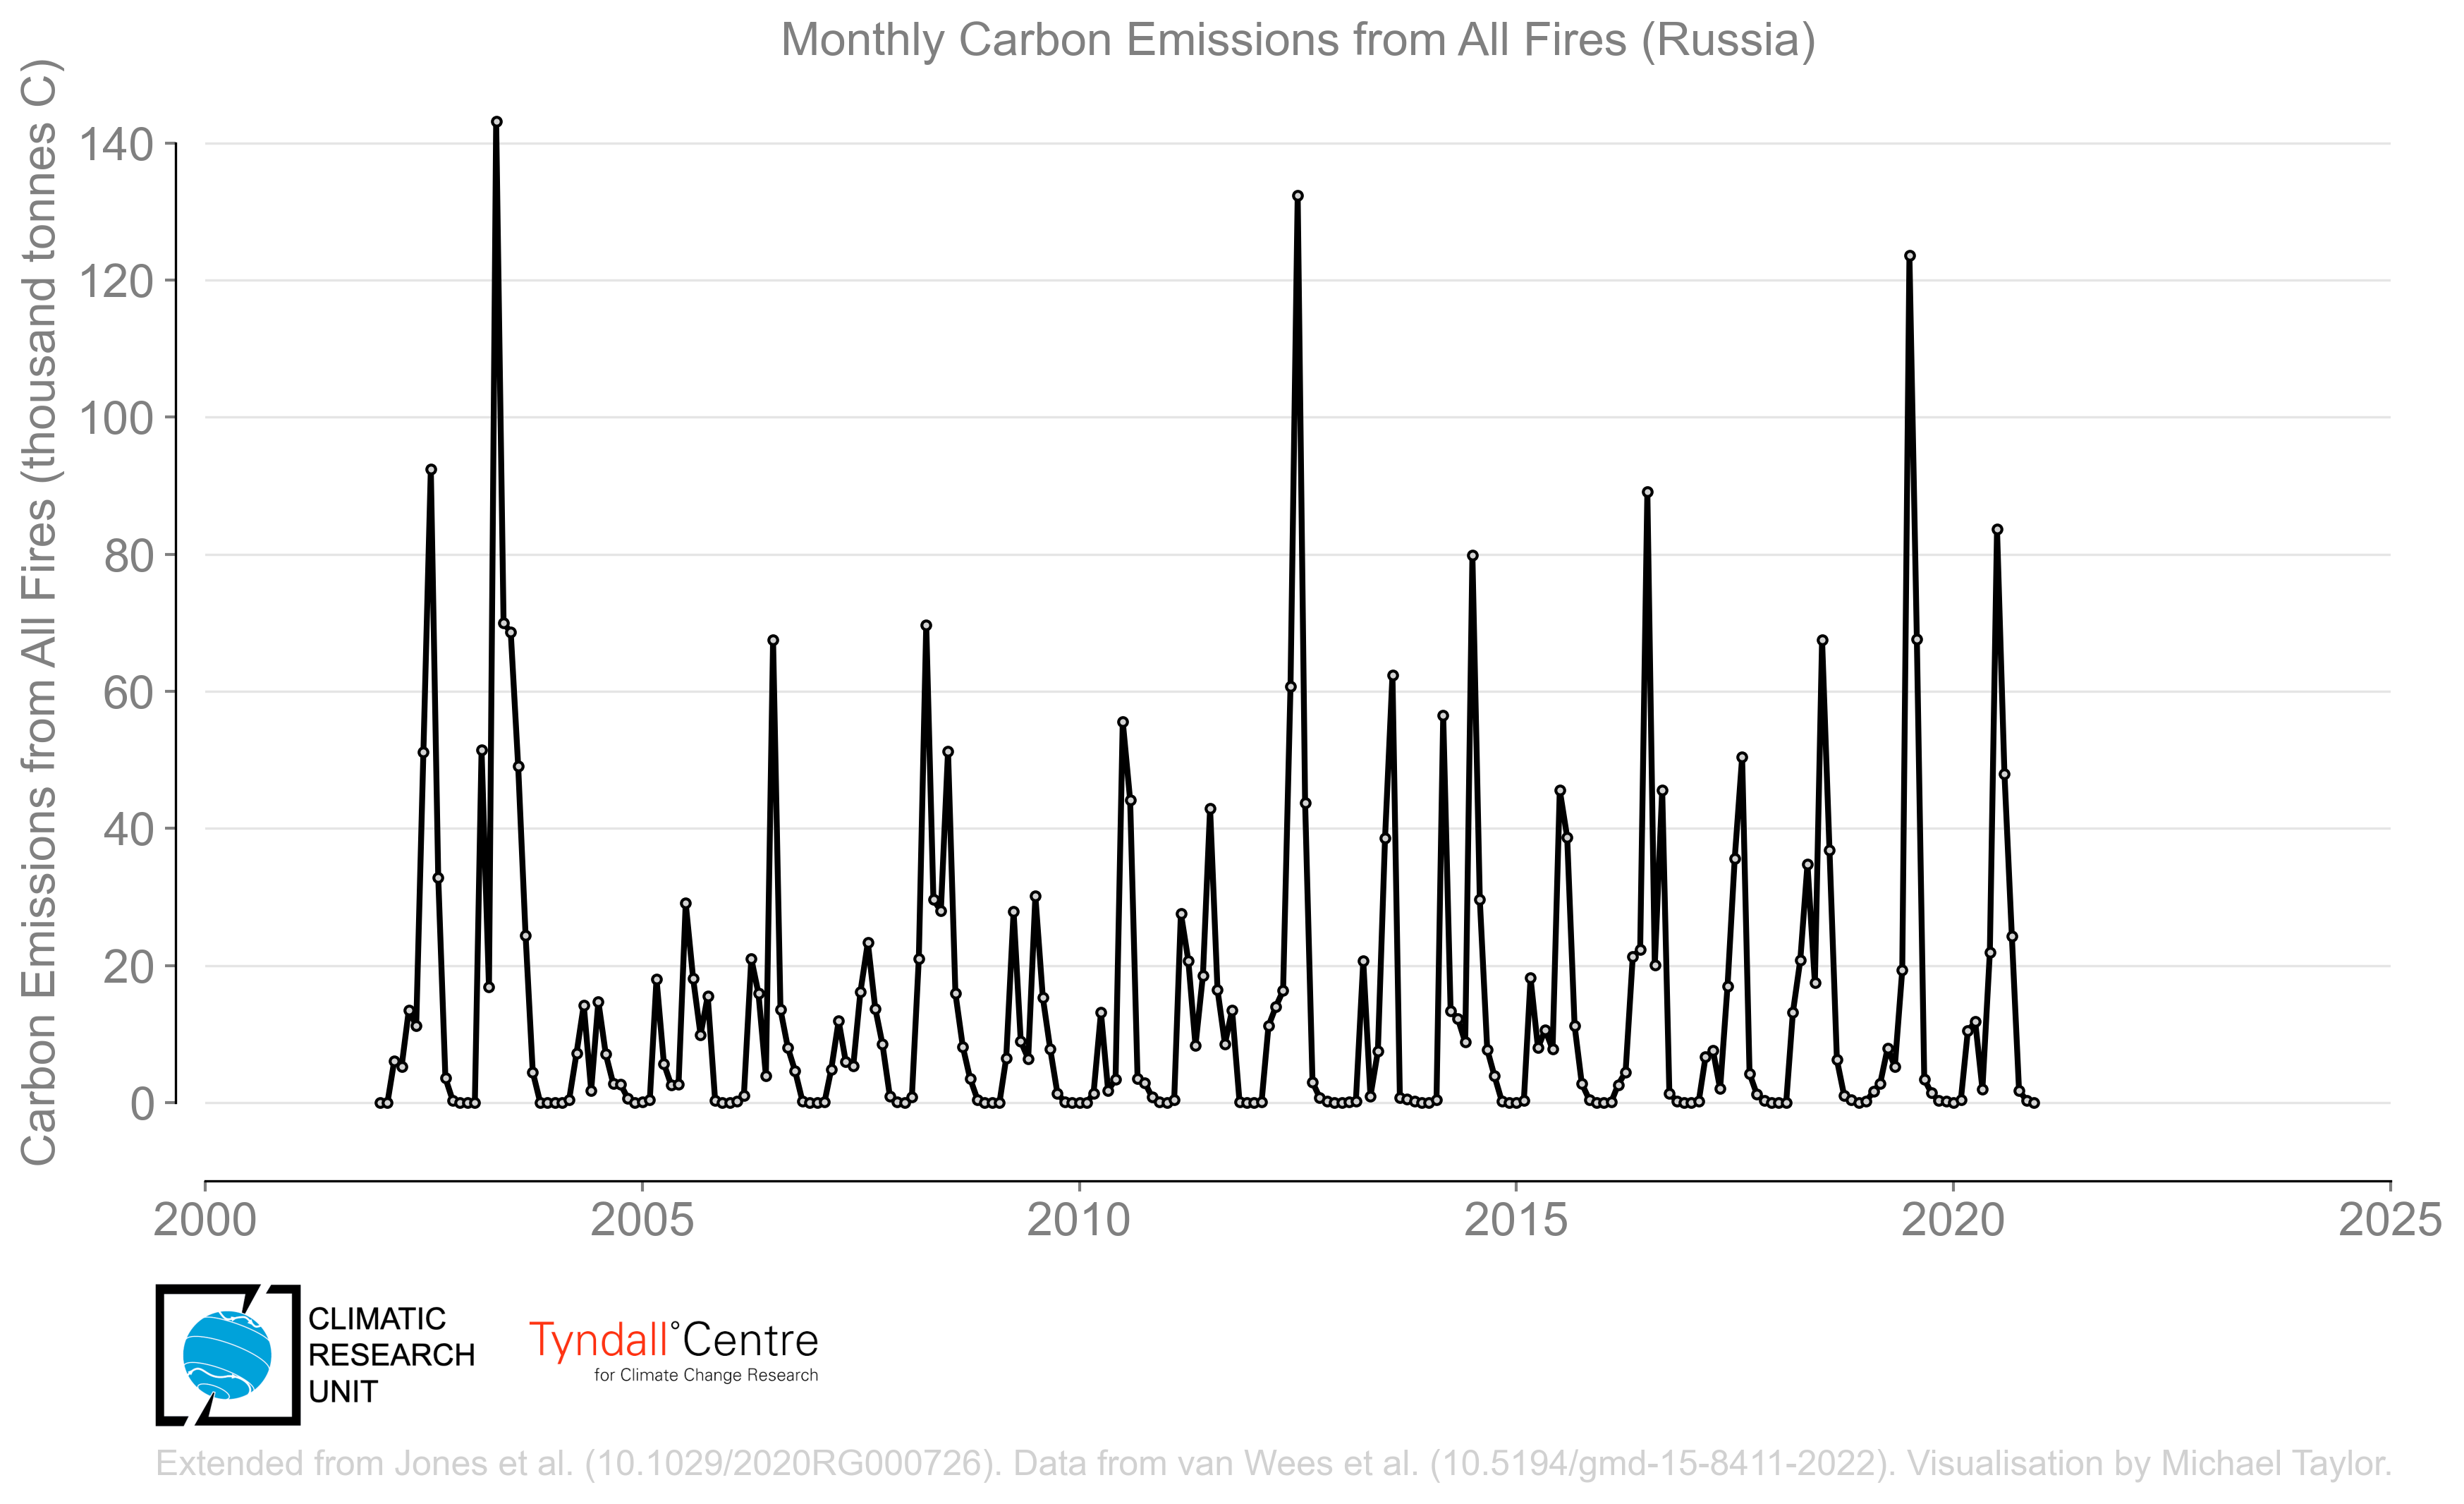 Monthly Carbon Emissions from All Fires (Russia)
Carbon Emissions from All Fires (thousand tonnes C)
140
120
100
80
60
40
20
0
2000
2005
2010
2015
2020
2025
CLIMATIC
RESEARCH
UNIT
Tyndall°Centre
for Climate Change Research
Extended from Jones et al. (10.1029/2020RG000726). Data from van Wees et al. (10.5194/gmd-15-8411-2022). Visualisation by Michael Taylor.